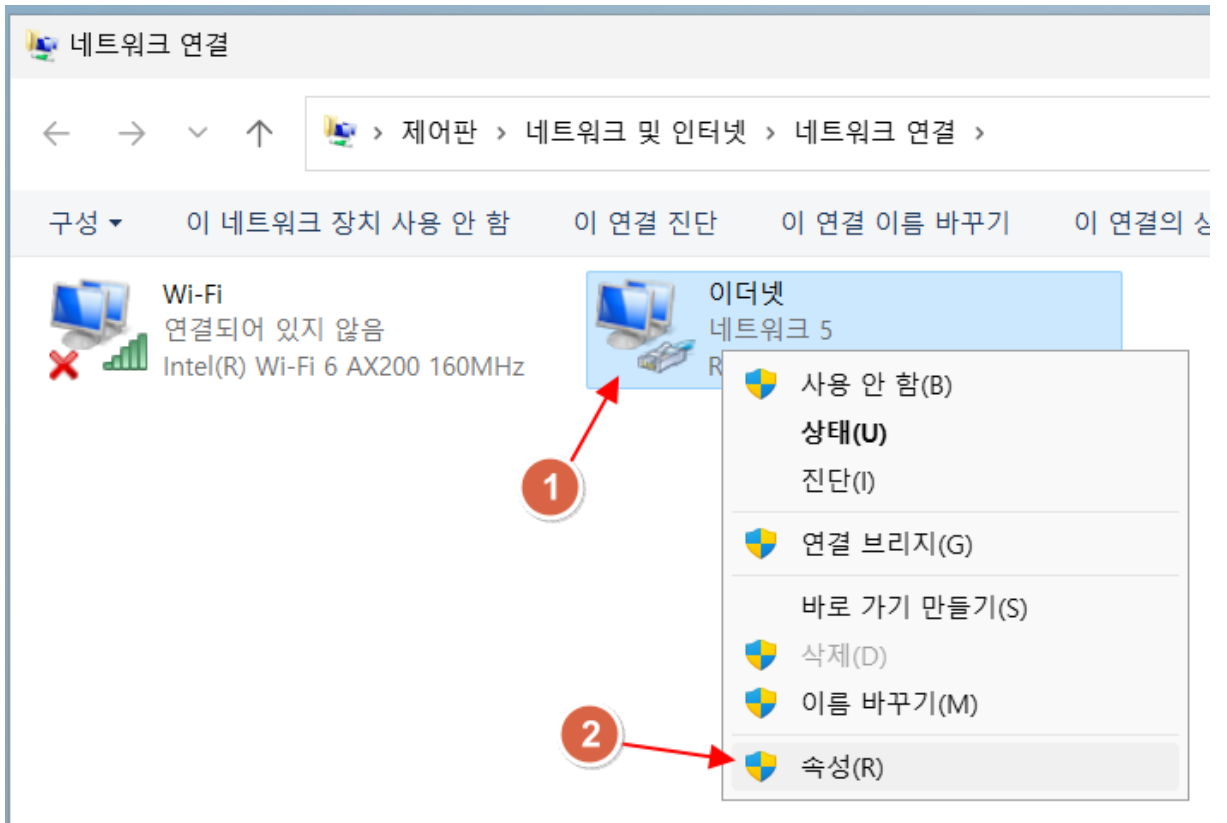 네트워크 연결
제어판 > 네트워크 및 인터넷 > 네트워크 연결 >
구성 이 네트워크 장치 사용 안 함 이 연결 진단 이 연결 이름 바꾸기 이 연결의
Wi-Fi
연결되어 있지 않음
Intel(R) Wi-Fi 6 AX200 160MHz
이더넷
네트워크 5
R
사용 안 함(B)
상태(U)
진단(I)
연결 브리지(G)
바로 가기 만들기(S)
삭제(D)
이름 바꾸기(M)
속성(R)
1
2